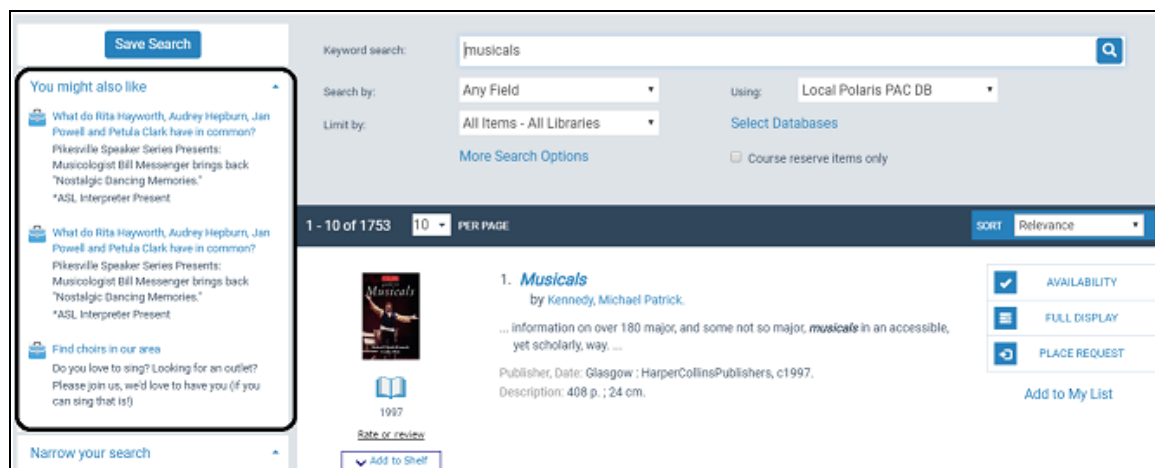 Save Search
You might also like
What do Rita Hayworth, Audrey Hepburn, Jan
Powell and Petula Clark have in common?
Pikesville Speaker Series Presents:
Musicologist Bill Messenger brings back
"Nostalgic Dancing Memories."
*ASL Interpreter Present
What do Rita Hayworth, Audrey Hepburn, Jan
Powell and Petula Clark have in common?
Pikesville Speaker Series Presents:
Musicologist Bill Messenger brings back
"Nostalgic Dancing Memories."
*ASL Interpreter Present
Find choirs in our area
Do you love to sing? Looking for an outlet?
Please join us, we'd love to have you (if you
can sing that is!)
Narrow your search
Keyword search: musicals
Search by: Any Field Using: Local Polaris PAC DB
Limit by: All Items - All Libraries Select Databases
More Search Options Course reserve items only
1 - 10 of 1753 10 PER PAGE SORT Relevance
Musicals
1997
Rate or review
Add to Shelf
1. Musicals
by Kennedy, Michael Patrick.
... information on over 180 major, and some not so major, musicals in an accessible,
yet scholarly, way. ...
Publisher, Date: Glasgow : HarperCollinsPublishers, c1997.
Description: 408 p. ; 24 cm.
AVAILABILITY
FULL DISPLAY
PLACE REQUEST
Add to My List